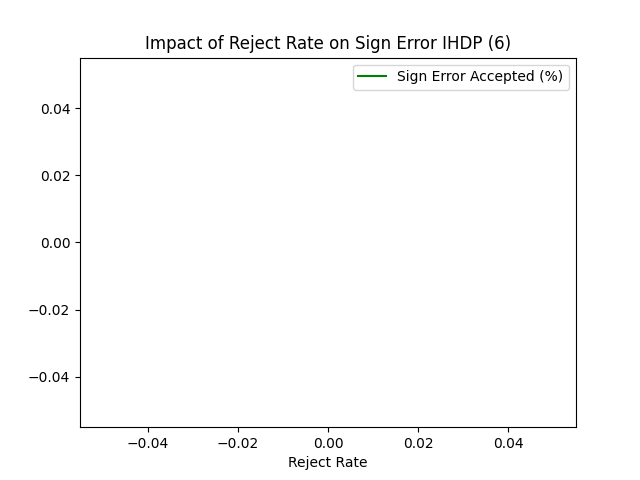 Impact of Reject Rate on Sign Error IHDP (6)
Sign Error Accepted (%)
0.04
0.02
0.00
−0.02
−0.04
−0.04 −0.02 0.00 0.02 0.04
Reject Rate